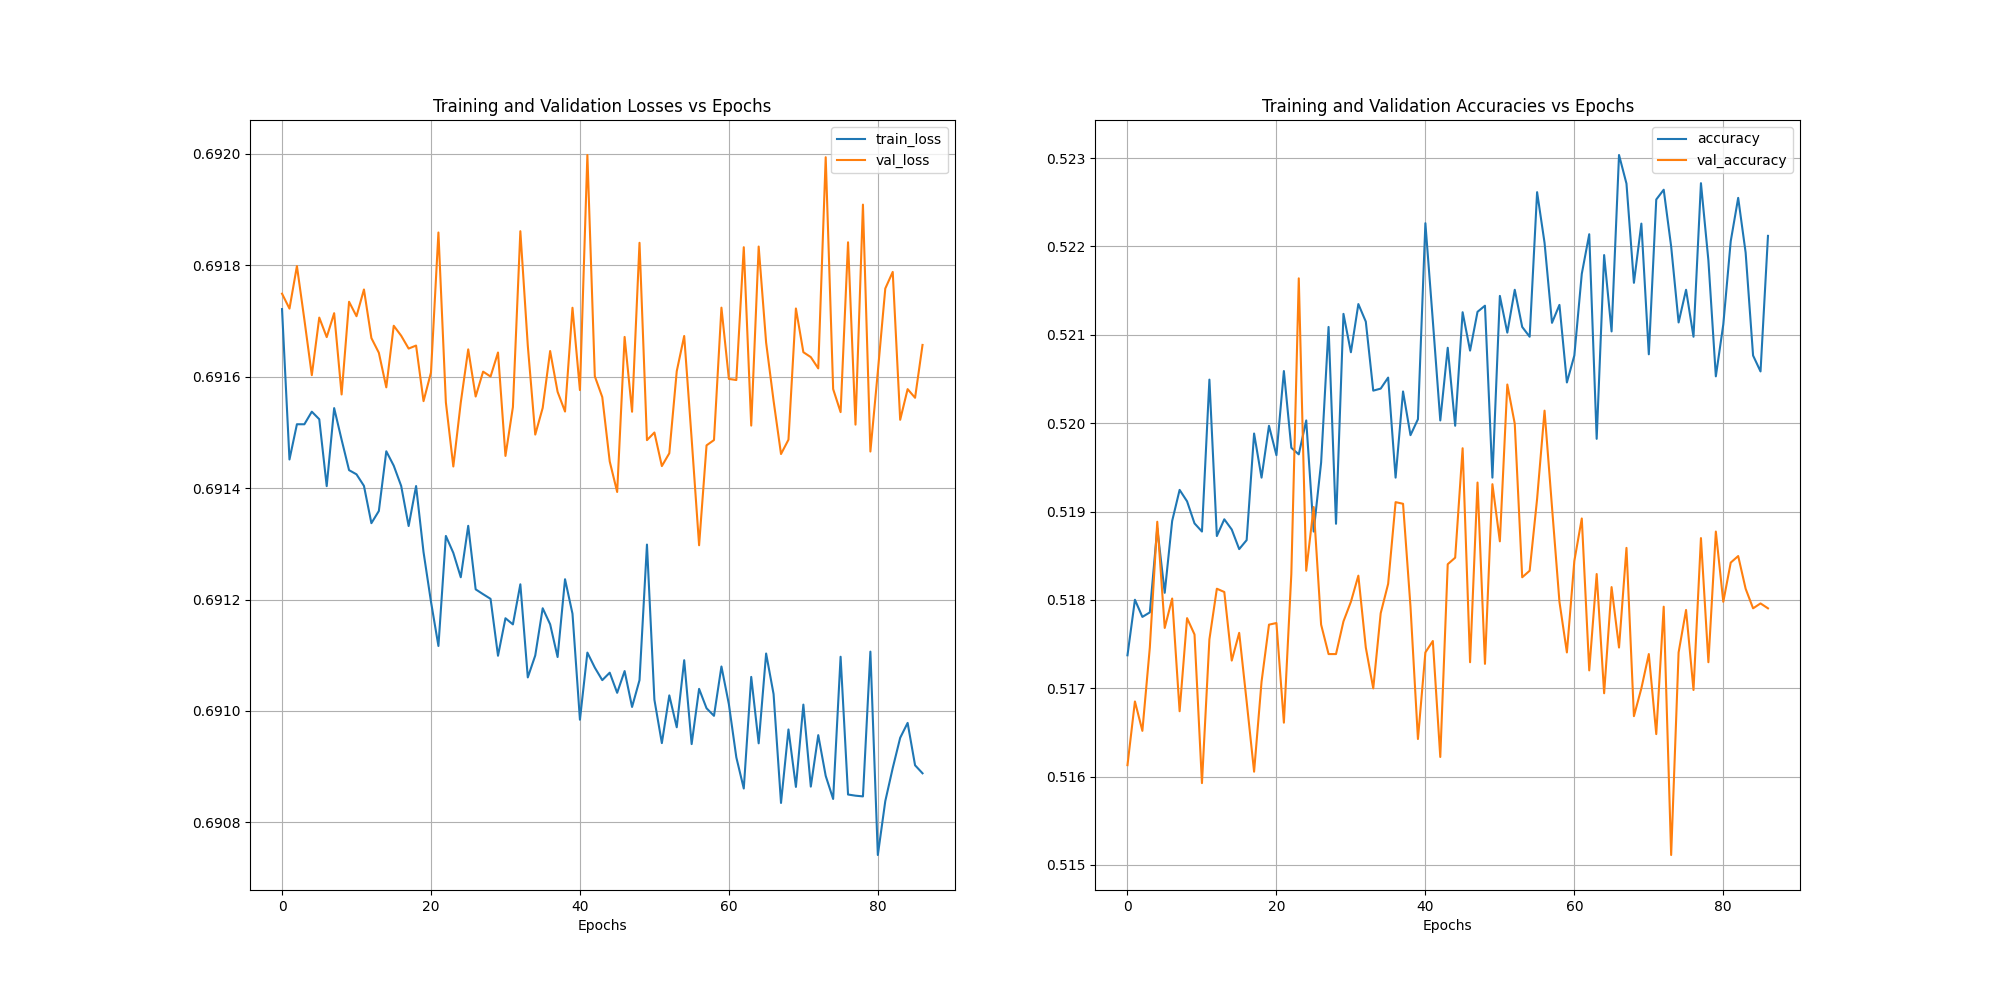 Training and Validation Losses vs Epochs
train_loss
val_loss
0.6920
0.6918
0.6916
0.6914
0.6912
0.6910
0.6908
0 20 40 60 80
Epochs
Training and Validation Accuracies vs Epochs
accuracy
val_accuracy
0.523
0.522
0.521
0.520
0.519
0.518
0.517
0.516
0.515
0 20 40 60 80
Epochs